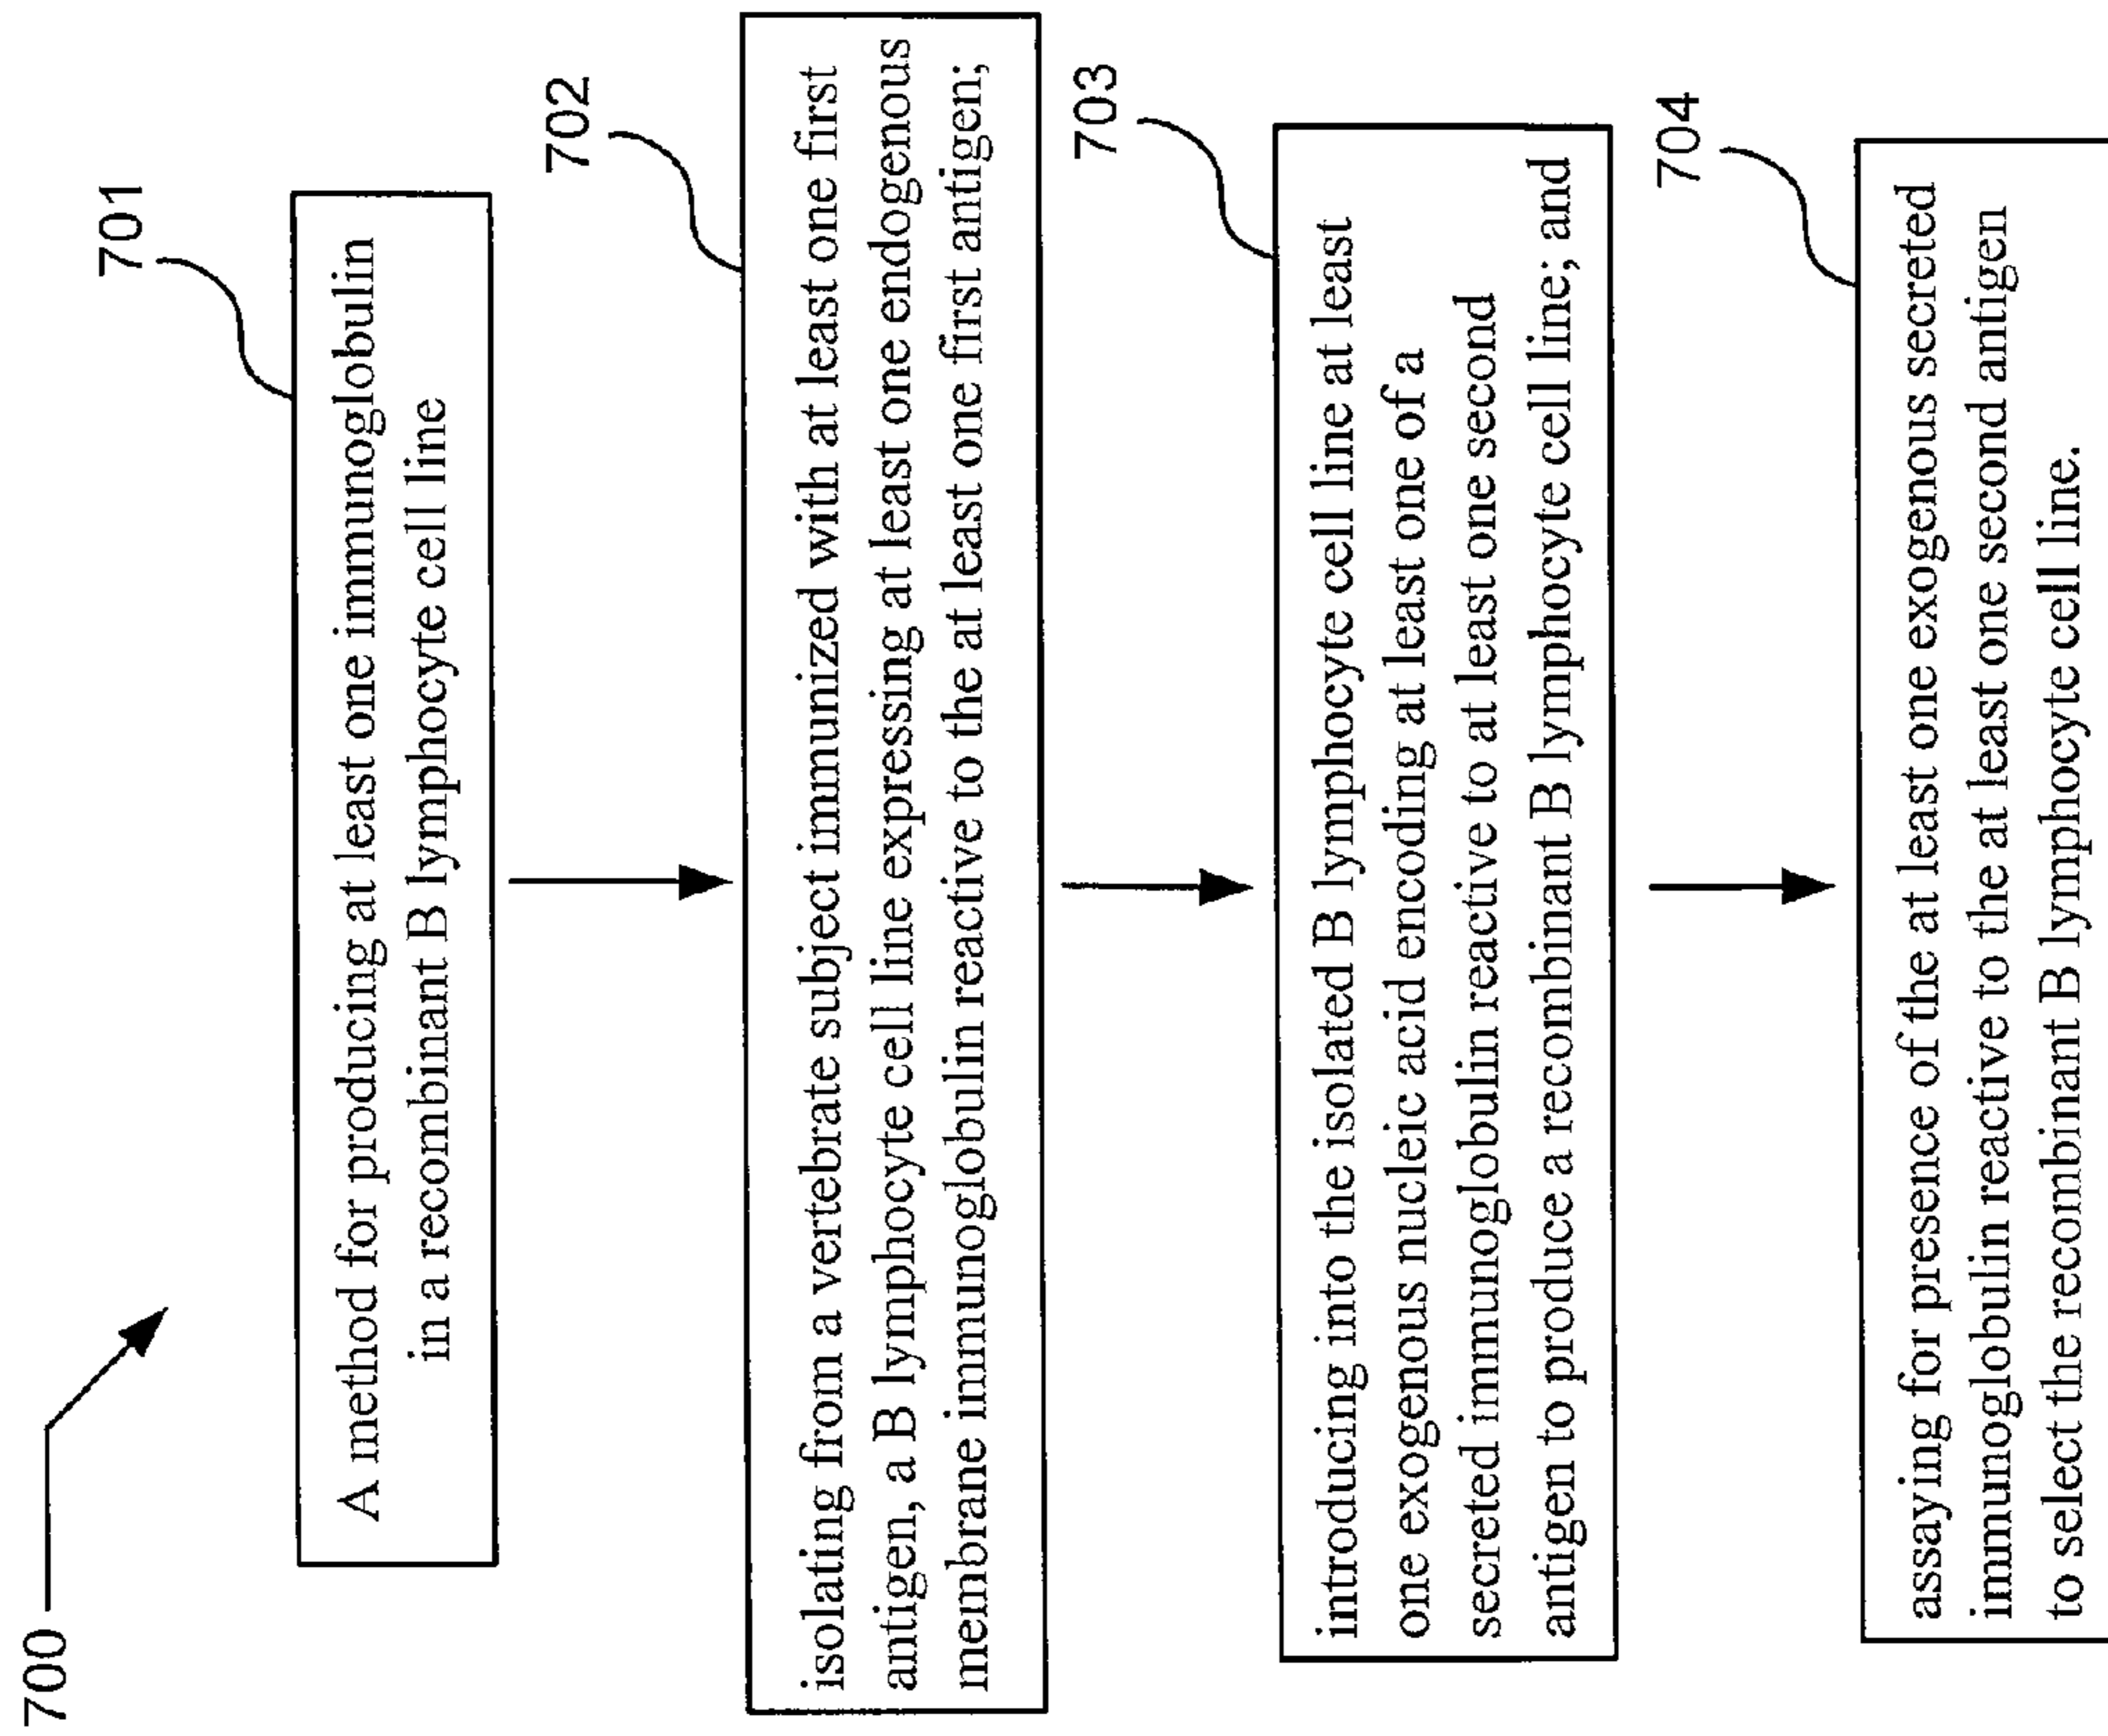 700
701
A method for producing at least one immunoglobulin
in a recombinant B lymphocyte cell line
702
isolating from a vertebrate subject immunized with at least one first
antigen, a B lymphocyte cell line expressing at least one endogenous
membrane immunoglobulin reactive to the at least one first antigen;
703
introducing into the isolated B lymphocyte cell line at least
one exogenous nucleic acid encoding at least one of a
secreted immunoglobulin reactive to at least one second
antigen to produce a recombinant B lymphocyte cell line; and
704
assaying for presence of the at least one exogenous secreted
immunoglobulin reactive to the at least one second antigen
to select the recombinant B lymphocyte cell line.